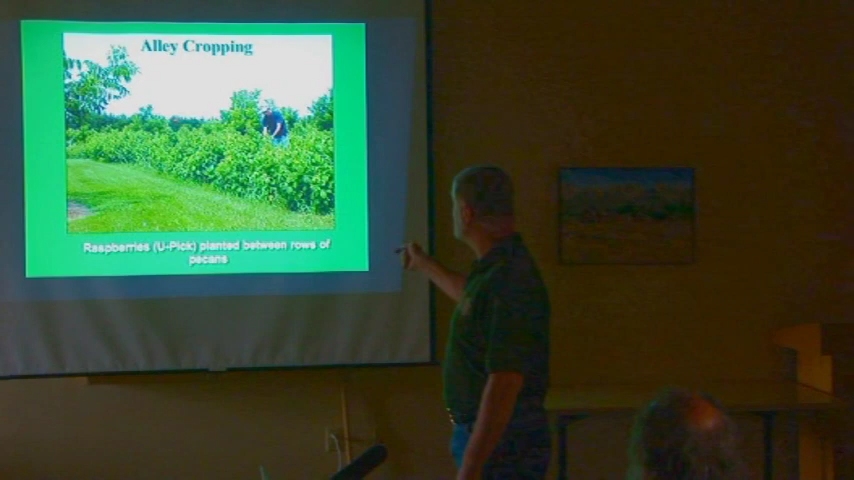 Alley Cropping
Raspberries (U-Pick) planted between rows of
pecans